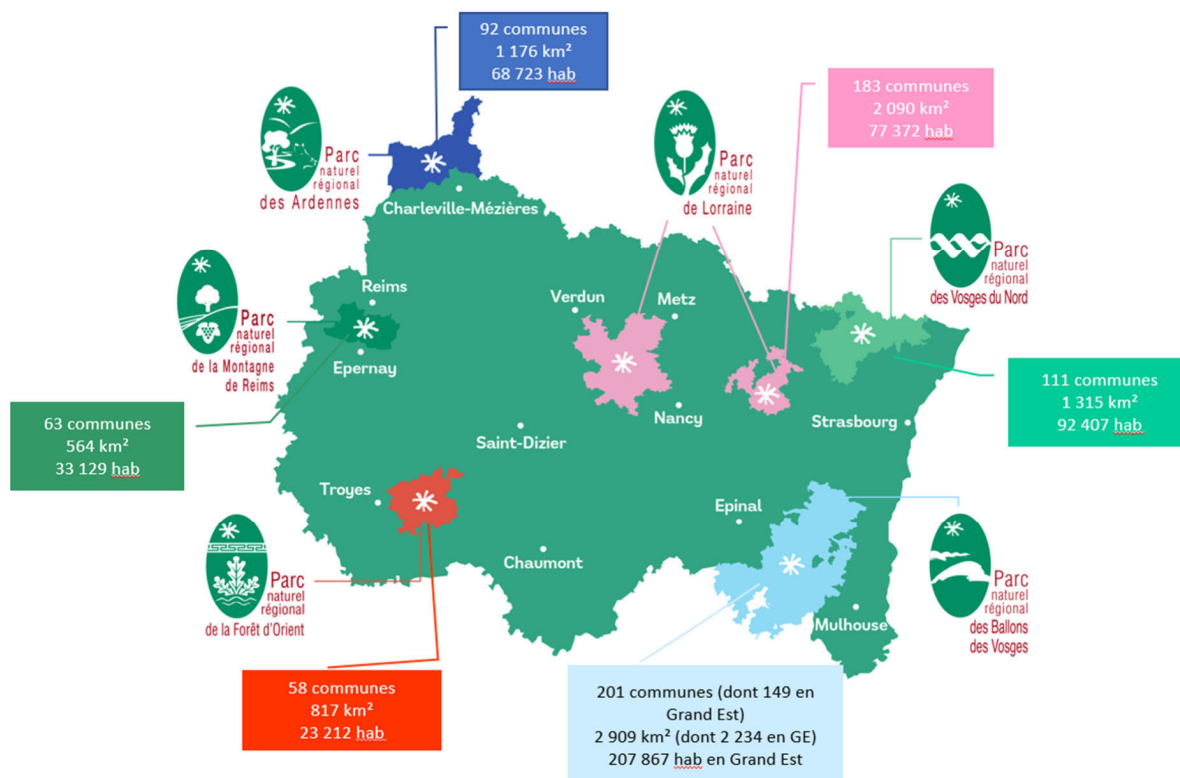 92 communes
1 176 km²
68 723 hab
183 communes
2 090 km²
77 372 hab
Parc
naturel
régional
des Ardennes
Parc
naturel
régional
de Lorraine
Charleville-Mézières
Parc
naturel
régional
des Vosges du Nord
Reims
Verdun
Metz
Parc
naturel
régional
de la Montagne
de Reims
Epernay
111 communes
1 315 km²
92 407 hab
63 communes
564 km²
33 129 hab
Nancy
Strasbourg
Saint-Dizier
Troyes
Epinal
Parc
naturel
régional
de la Forêt d'Orient
Chaumont
Parc
naturel
régional
des Ballons
des Vosges
Mulhouse
58 communes
817 km²
23 212 hab
201 communes (dont 149 en
Grand Est)
2 909 km² (dont 2 234 en GE)
207 867 hab en Grand Est